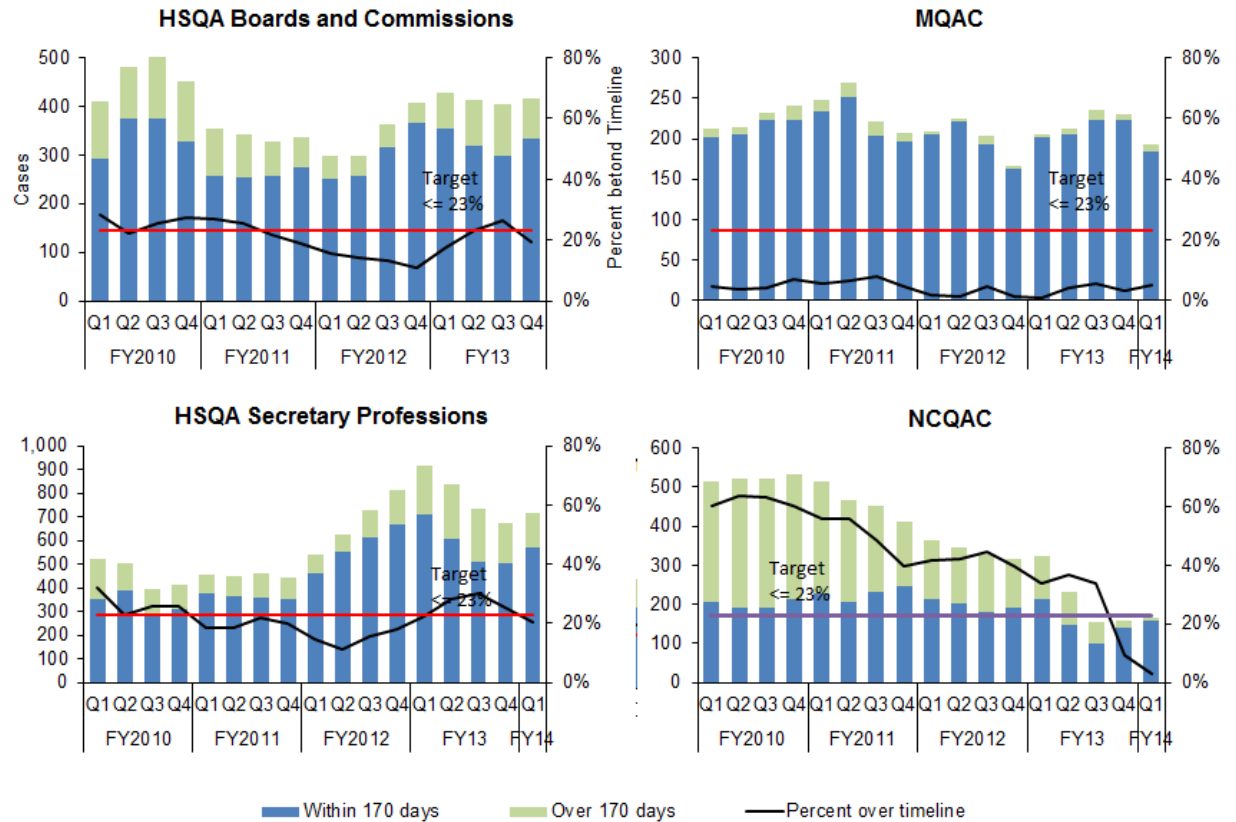 HSQA Boards and Commissions
Cases
500
400
300
200
100
0
80%
60%
40%
20%
0%
Percent betond Timeline
Target
<= 23%
Q1 Q2 Q3 Q4 Q1 Q2 Q3 Q4 Q1 Q2 Q3 Q4 Q1 Q2 Q3 Q4
FY2010 FY2011 FY2012 FY13
MQAC
300
250
200
150
100
50
0
80%
60%
40%
20%
0%
Target
<= 23%
Q1 Q2 Q3 Q4 Q1 Q2 Q3 Q4 Q1 Q2 Q3 Q4 Q1 Q2 Q3 Q4 Q1
FY2010 FY2011 FY2012 FY13 FY14
HSQA Secretary Professions
1,000
900
800
700
600
500
400
300
200
100
0
80%
60%
40%
20%
0%
Target
<= 23%
Q1 Q2 Q3 Q4 Q1 Q2 Q3 Q4 Q1 Q2 Q3 Q4 Q1 Q2 Q3 Q4 Q1
FY2010 FY2011 FY2012 FY13 FY14
NCQAC
600
500
400
300
200
100
0
80%
60%
40%
20%
0%
Target
<= 23%
Q1 Q2 Q3 Q4 Q1 Q2 Q3 Q4 Q1 Q2 Q3 Q4 Q1 Q2 Q3 Q4 Q1
FY2010 FY2011 FY2012 FY13 FY14
Within 170 days Over 170 days Percent over timeline